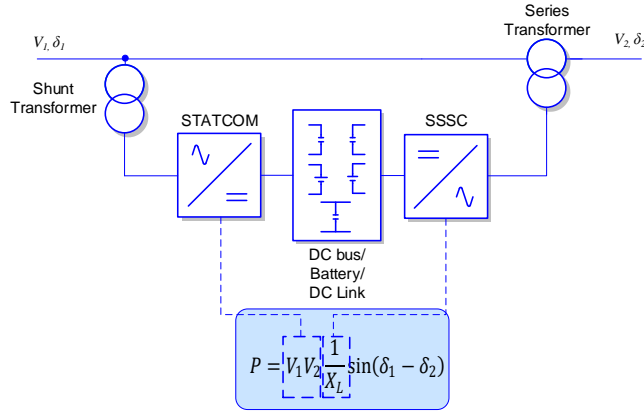 Series
Transformer
V1, δ1
V2, δ2
Shunt
Transformer
STATCOM
SSSC
DC bus/
Battery/
DC Link
P = V₁V₂ 1/X_L sin(δ₁ − δ₂)